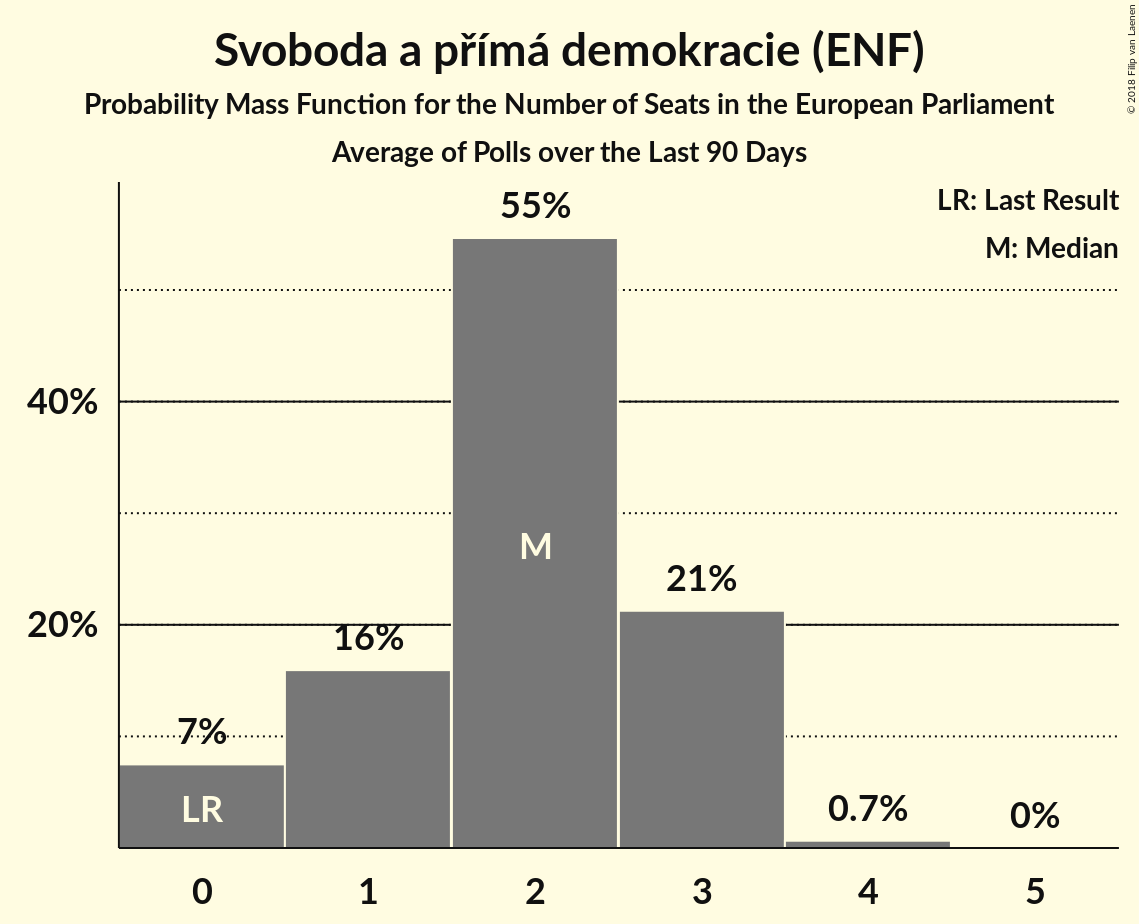 Svoboda a přímá demokracie (ENF)
Probability Mass Function for the Number of Seats in the European Parliament
Average of Polls over the Last 90 Days
© 2018 Filip van Laenen
LR: Last Result
M: Median
55%
40%
M
21%
20%
16%
7%
LR
0.7%
0%
0 1 2 3 4 5